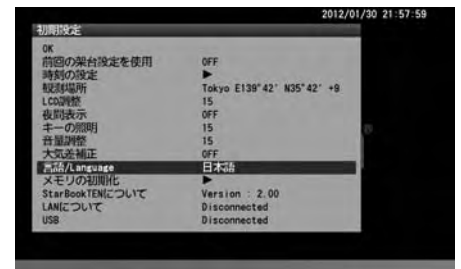 2012/01/30 21:57:59
初期設定
OK
前回の架台設定を使用 OFF
時刻の設定 ▶
観測場所 Tokyo E139°42' N35°42' +9
LCD調整 15
夜間表示 OFF
キーの照明 15
音量調整 15
大気差補正 OFF
言語/Language 日本語
メモリの初期化 ▶
StarBookTENについて Version : 2.00
LANについて Disconnected
USB Disconnected